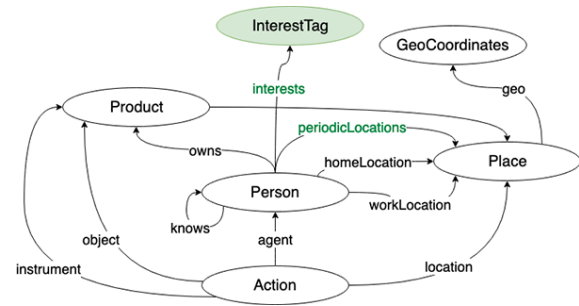 InterestTag
GeoCoordinates
interests
geo
Product
periodicLocations
owns
homeLocation
Place
Person
workLocation
knows
agent
object
instrument
location
Action